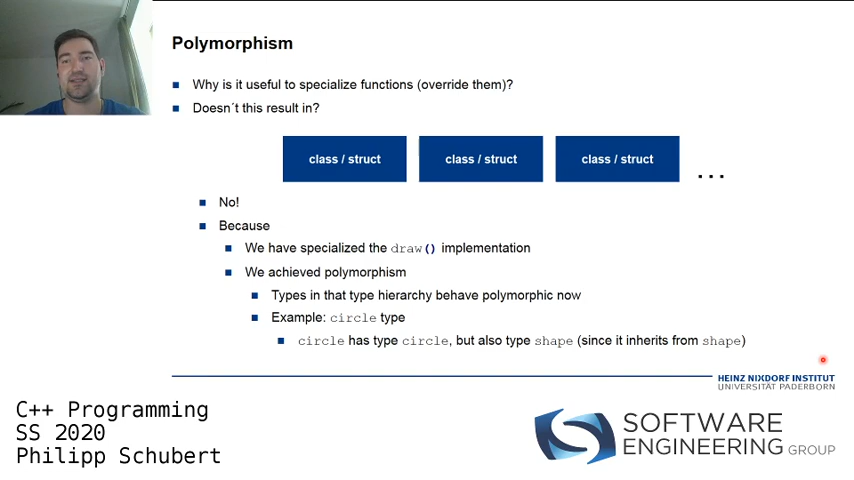 Polymorphism
Why is it useful to specialize functions (override them)?
Doesn´t this result in?
class / struct
class / struct
class / struct
...
No!
Because
We have specialized the draw() implementation
We achieved polymorphism
Types in that type hierarchy behave polymorphic now
Example: circle type
circle has type circle, but also type shape (since it inherits from shape)
HEINZ NIXDORF INSTITUT
UNIVERSITÄT PADERBORN
C++ Programming
SS 2020
Philipp Schubert
SOFTWARE
ENGINEERING GROUP